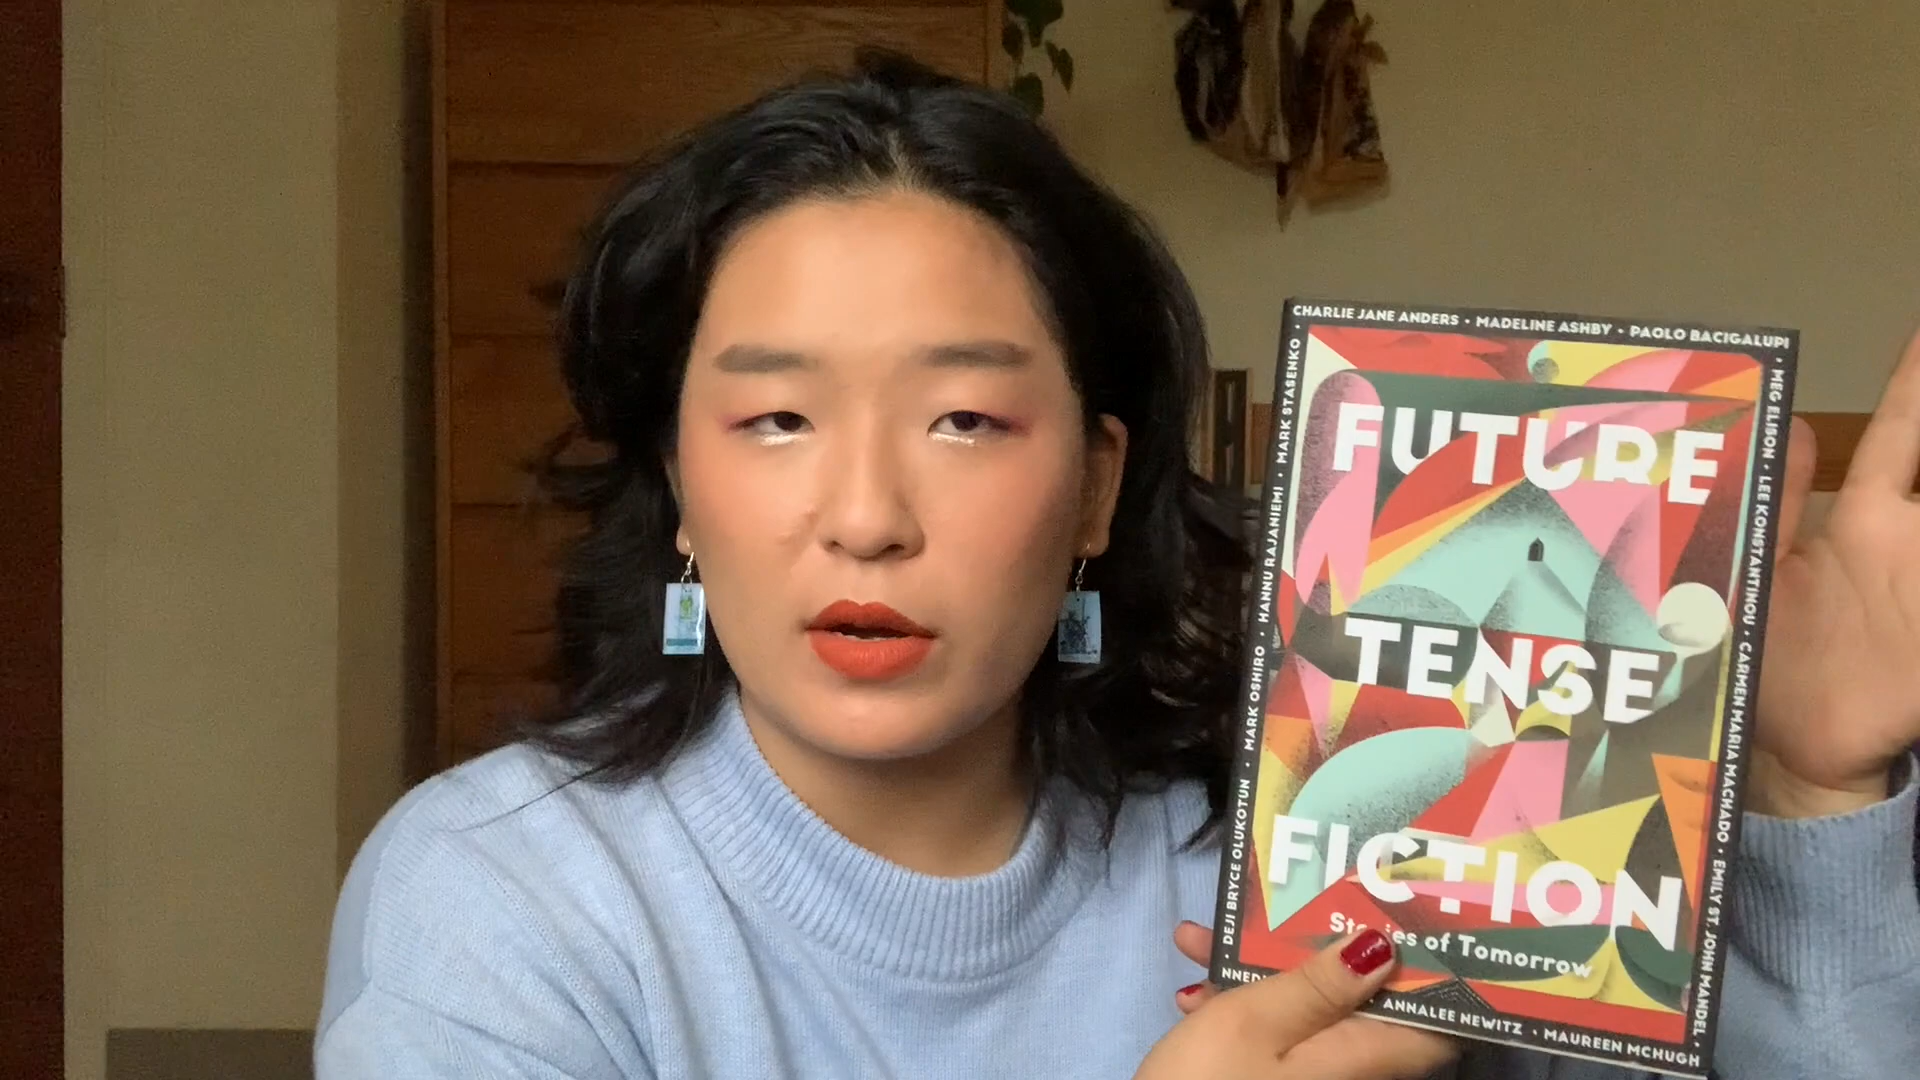 CHARLIE JANE ANDERS • MADELINE ASHBY • PAOLO BACIGALUPI
• MEG ELISON • LEE KONSTANTINOU • CARMEN MARIA MACHADO • EMILY ST. JOHN MANDEL •
FUTURE
TENSE
FICTION
Stories of Tomorrow
• ANNALEE NEWITZ • MAUREEN MCHUGH
• DEJI BRYCE OLUKOTUN • MARK OSHIRO • HANNU RAJANIEMI • MARK STASENKO •